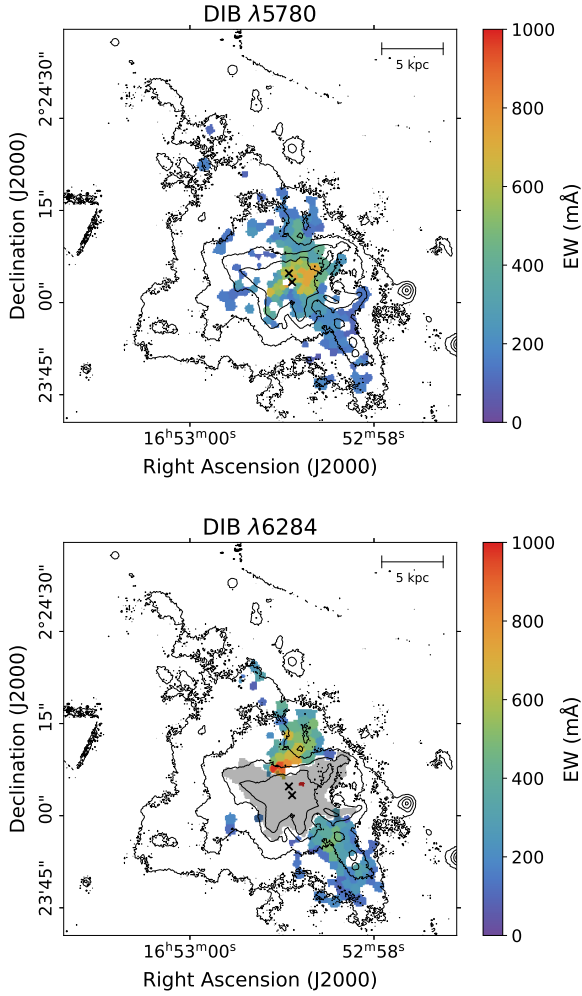 DIB λ5780
5 kpc
2°24'30"
15"
00"
23'45"
Declination (J2000)
16ʰ53ᵐ00ˢ
52ᵐ58ˢ
Right Ascension (J2000)
1000
800
600
400
200
0
EW (mÅ)
DIB λ6284
5 kpc
2°24'30"
15"
00"
23'45"
Declination (J2000)
16ʰ53ᵐ00ˢ
52ᵐ58ˢ
Right Ascension (J2000)
1000
800
600
400
200
0
EW (mÅ)